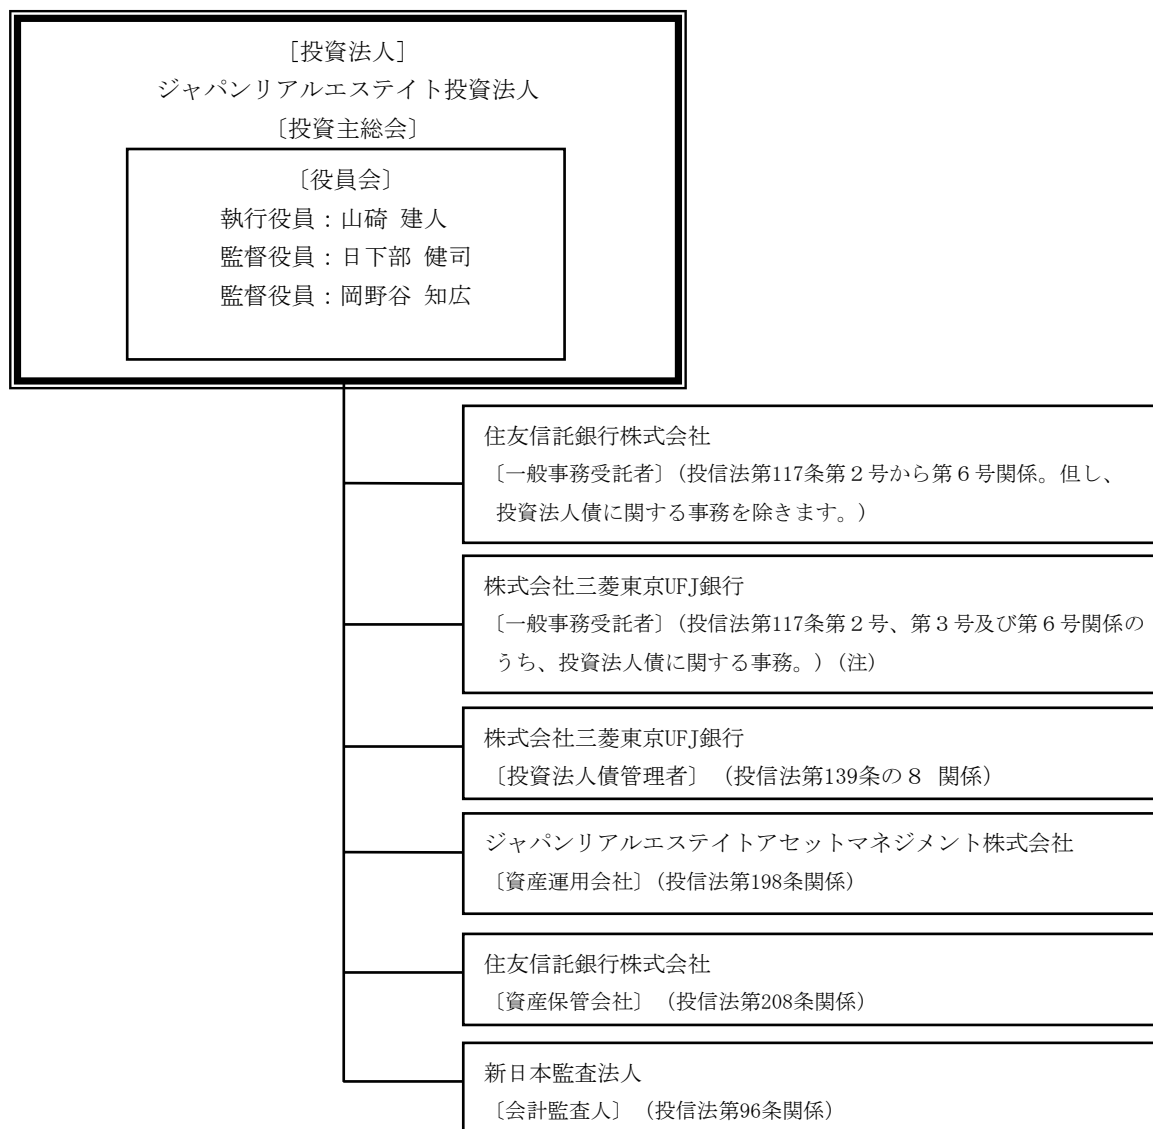 ［投資法人］
ジャパンリアルエステイト投資法人
〔投資主総会〕
〔役員会〕
執行役員：山碕 建人
監督役員：日下部 健司
監督役員：岡野谷 知広
住友信託銀行株式会社
〔一般事務受託者〕（投信法第117条第２号から第６号関係。但し、
投資法人債に関する事務を除きます。）
株式会社三菱東京UFJ銀行
〔一般事務受託者〕（投信法第117条第２号、第３号及び第６号関係の
うち、投資法人債に関する事務。）（注）
株式会社三菱東京UFJ銀行
〔投資法人債管理者〕（投信法第139条の８ 関係）
ジャパンリアルエステイトアセットマネジメント株式会社
〔資産運用会社〕（投信法第198条関係）
住友信託銀行株式会社
〔資産保管会社〕（投信法第208条関係）
新日本監査法人
〔会計監査人〕（投信法第96条関係）